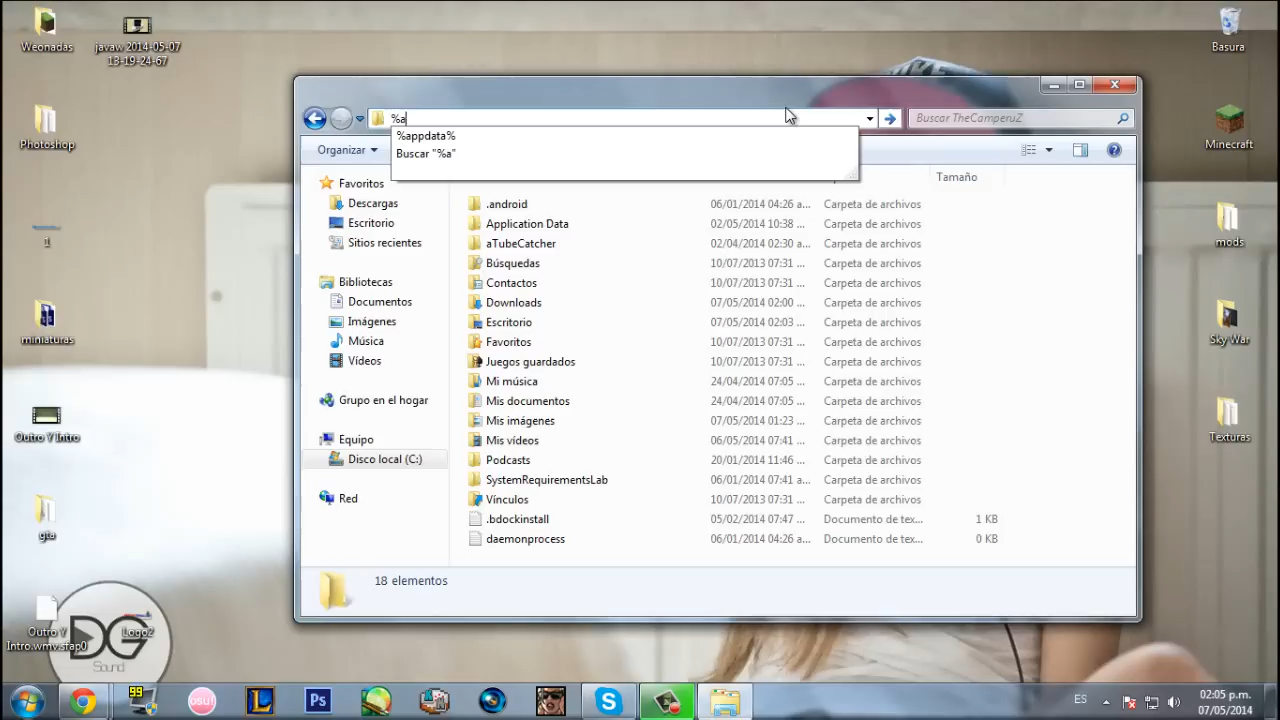 Weonadas
javaw 2014-05-07
13-19-24-67
Photoshop
1
miniaturas
Outro Y Intro
gta
Outro Y
Intro.wmv.sfap0
Logo2
DG
Sound
%a
Buscar TheCamperuZ
%appdata%
Buscar "%a"
Organizar
Tamaño
Favoritos
Descargas
Escritorio
Sitios recientes
Bibliotecas
Documentos
Imágenes
Música
Vídeos
Grupo en el hogar
Equipo
Disco local (C:)
Red
.android 06/01/2014 04:26 a... Carpeta de archivos
Application Data 02/05/2014 10:38 ... Carpeta de archivos
aTubeCatcher 02/04/2014 02:30 a... Carpeta de archivos
Búsquedas 10/07/2013 07:31 ... Carpeta de archivos
Contactos 10/07/2013 07:31 ... Carpeta de archivos
Downloads 07/05/2014 02:00 ... Carpeta de archivos
Escritorio 07/05/2014 02:03 ... Carpeta de archivos
Favoritos 10/07/2013 07:31 ... Carpeta de archivos
Juegos guardados 10/07/2013 07:31 ... Carpeta de archivos
Mi música 24/04/2014 07:05 ... Carpeta de archivos
Mis documentos 24/04/2014 07:05 ... Carpeta de archivos
Mis imágenes 07/05/2014 01:23 ... Carpeta de archivos
Mis vídeos 06/05/2014 07:41 ... Carpeta de archivos
Podcasts 20/01/2014 11:46 ... Carpeta de archivos
SystemRequirementsLab 06/01/2014 07:41 a... Carpeta de archivos
Vínculos 10/07/2013 07:31 ... Carpeta de archivos
.bdockinstall 05/02/2014 07:47 ... Documento de tex... 1 KB
daemonprocess 06/01/2014 04:26 a... Documento de tex... 0 KB
18 elementos
Basura
Minecraft
mods
Sky War
Texturas
99
osu!
L
Ps
S
ES
02:05 p.m.
07/05/2014